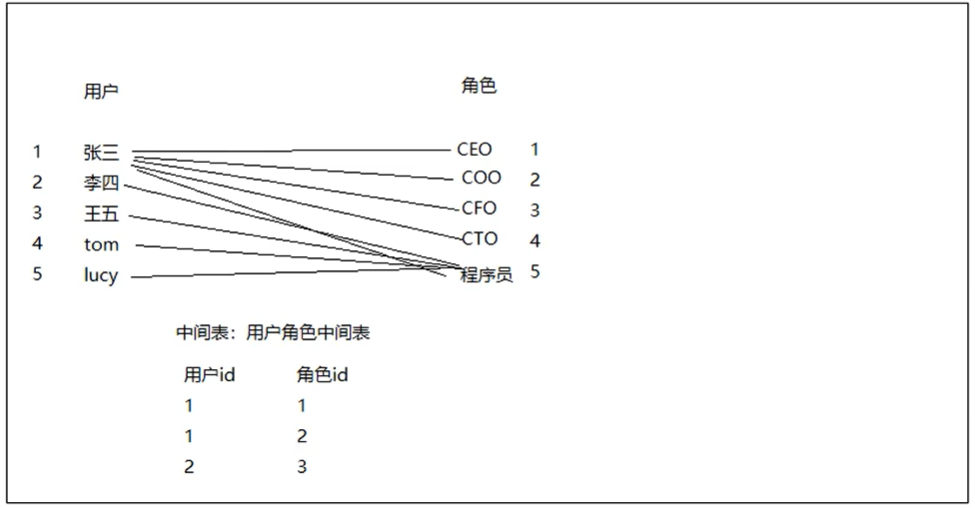 用户 角色
1 张三 CEO 1
2 李四 COO 2
3 王五 CFO 3
4 tom CTO 4
5 lucy 程序员 5
中间表：用户角色中间表
用户id 角色id
1 1
1 2
2 3